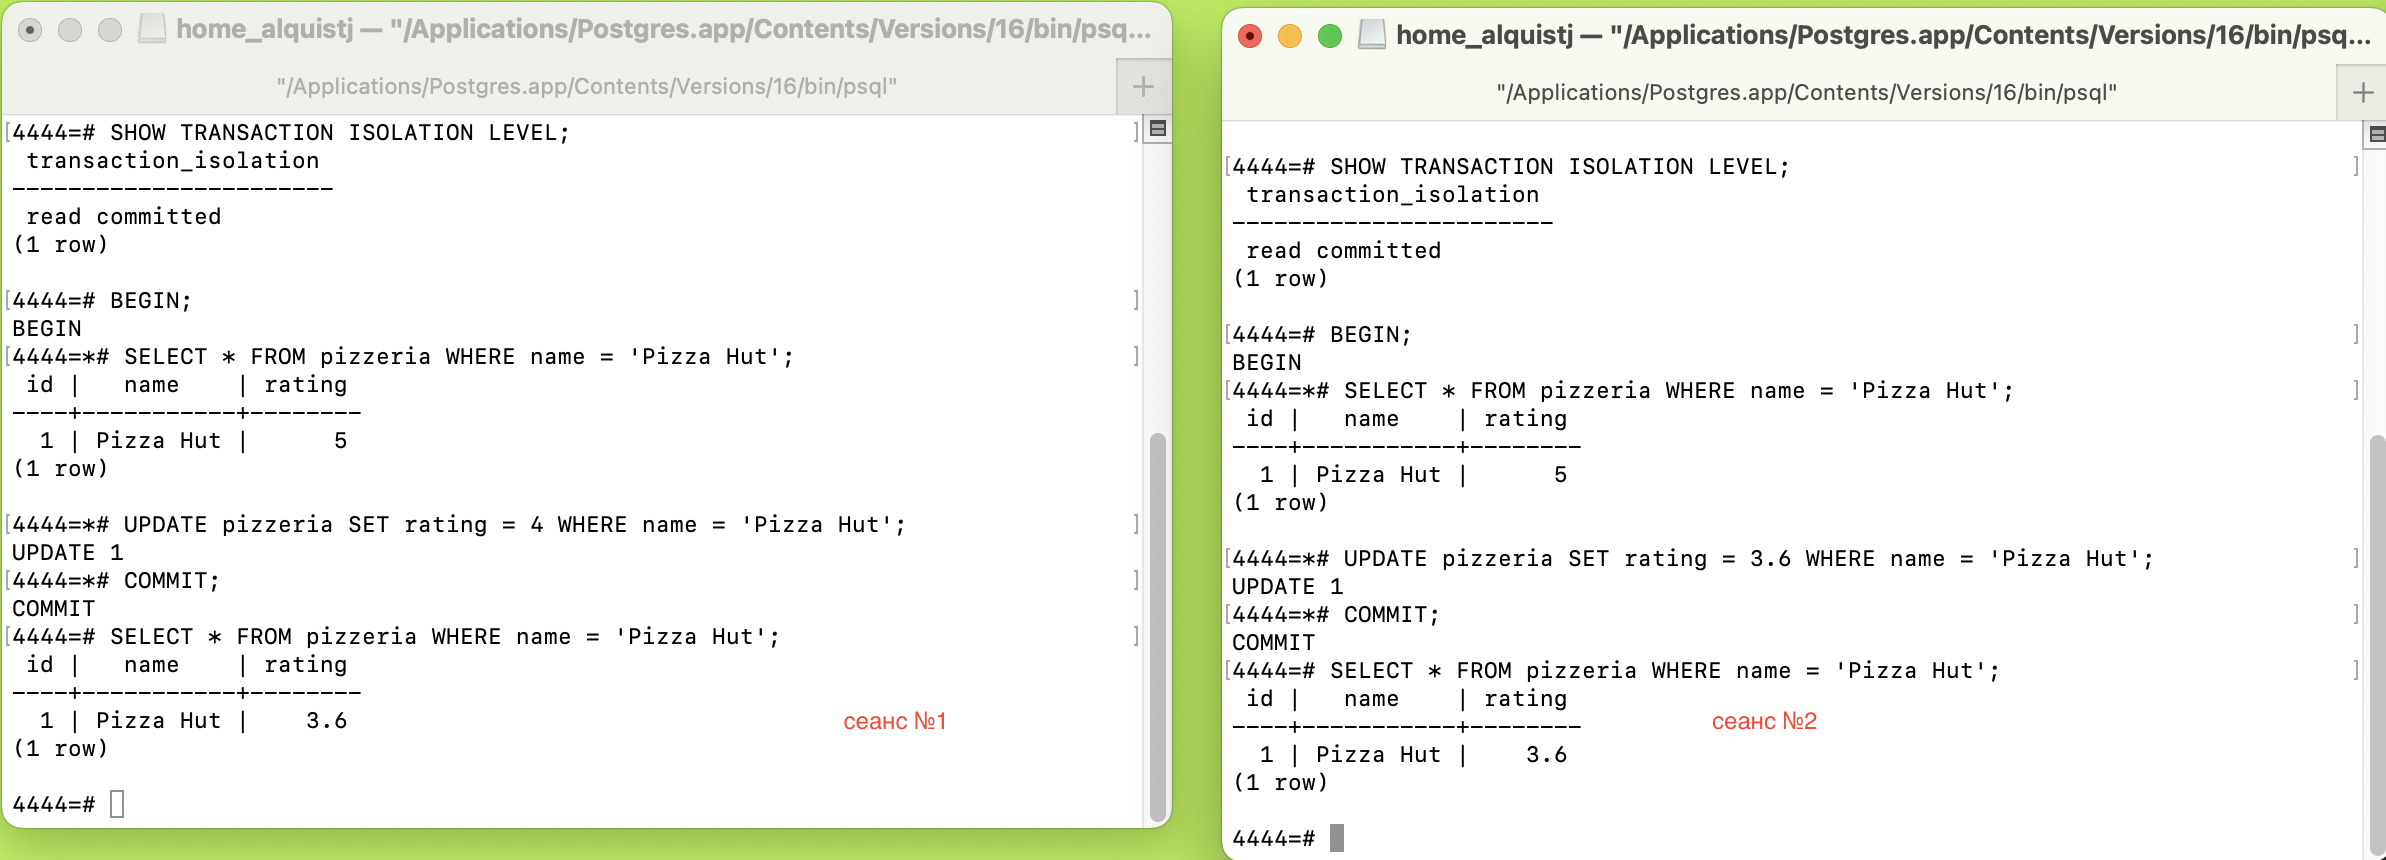 home_alquistj — "/Applications/Postgres.app/Contents/Versions/16/bin/psq...
"/Applications/Postgres.app/Contents/Versions/16/bin/psql"
[4444=# SHOW TRANSACTION ISOLATION LEVEL; ]
transaction_isolation
-----------------------
read committed
(1 row)
[4444=# BEGIN; ]
BEGIN
[4444=*# SELECT * FROM pizzeria WHERE name = 'Pizza Hut'; ]
id | name | rating
----+-----------+--------
1 | Pizza Hut | 5
(1 row)
[4444=*# UPDATE pizzeria SET rating = 4 WHERE name = 'Pizza Hut'; ]
UPDATE 1
[4444=*# COMMIT; ]
COMMIT
[4444=# SELECT * FROM pizzeria WHERE name = 'Pizza Hut'; ]
id | name | rating
----+-----------+--------
1 | Pizza Hut | 3.6
(1 row)
4444=#
сеанс №1
home_alquistj — "/Applications/Postgres.app/Contents/Versions/16/bin/psq...
"/Applications/Postgres.app/Contents/Versions/16/bin/psql"
[4444=# SHOW TRANSACTION ISOLATION LEVEL; ]
transaction_isolation
-----------------------
read committed
(1 row)
[4444=# BEGIN; ]
BEGIN
[4444=*# SELECT * FROM pizzeria WHERE name = 'Pizza Hut'; ]
id | name | rating
----+-----------+--------
1 | Pizza Hut | 5
(1 row)
[4444=*# UPDATE pizzeria SET rating = 3.6 WHERE name = 'Pizza Hut'; ]
UPDATE 1
[4444=*# COMMIT; ]
COMMIT
[4444=# SELECT * FROM pizzeria WHERE name = 'Pizza Hut'; ]
id | name | rating
----+-----------+--------
1 | Pizza Hut | 3.6
(1 row)
4444=#
сеанс №2